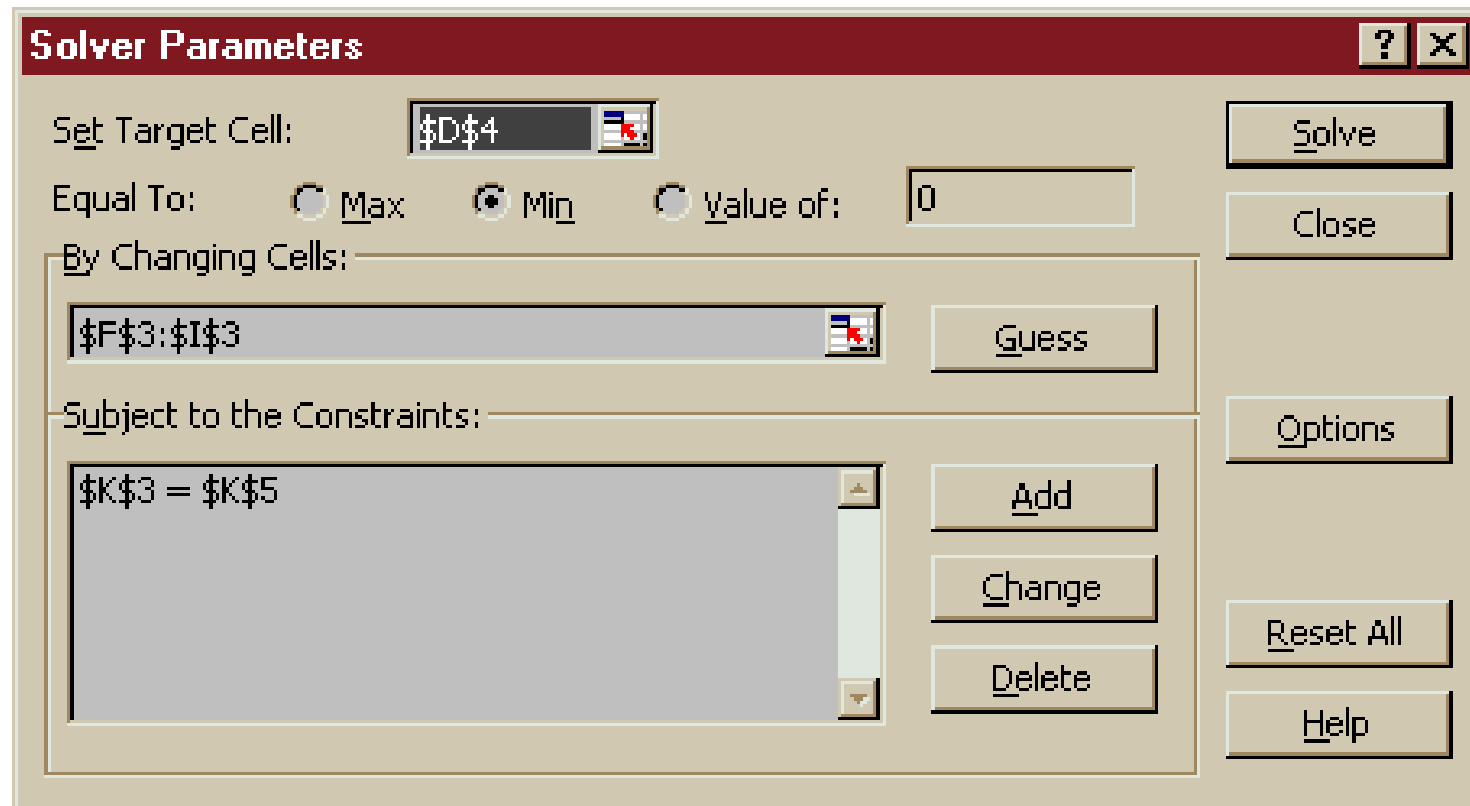 Solver Parameters ?
Set Target Cell: $D$4 Solve
Equal To: Max Min Value of: 0 Close
By Changing Cells:
$F$3:$I$3 Guess
Subject to the Constraints: Options
$K$3 = $K$5 Add
Change
Reset All
Delete
Help